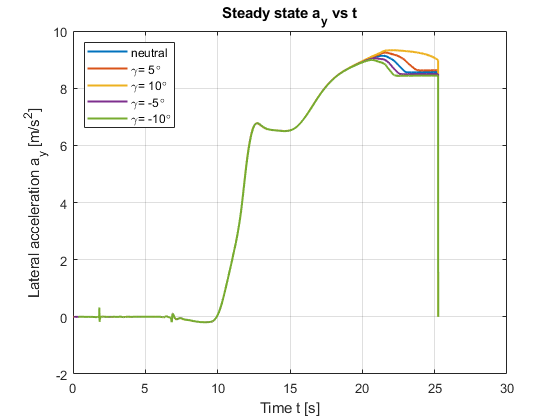 Steady state a_y vs t
10
8
6
4
2
0
-2
Lateral acceleration a_y [m/s^2]
neutral
γ= 5°
γ= 10°
γ= -5°
γ= -10°
0 5 10 15 20 25 30
Time t [s]